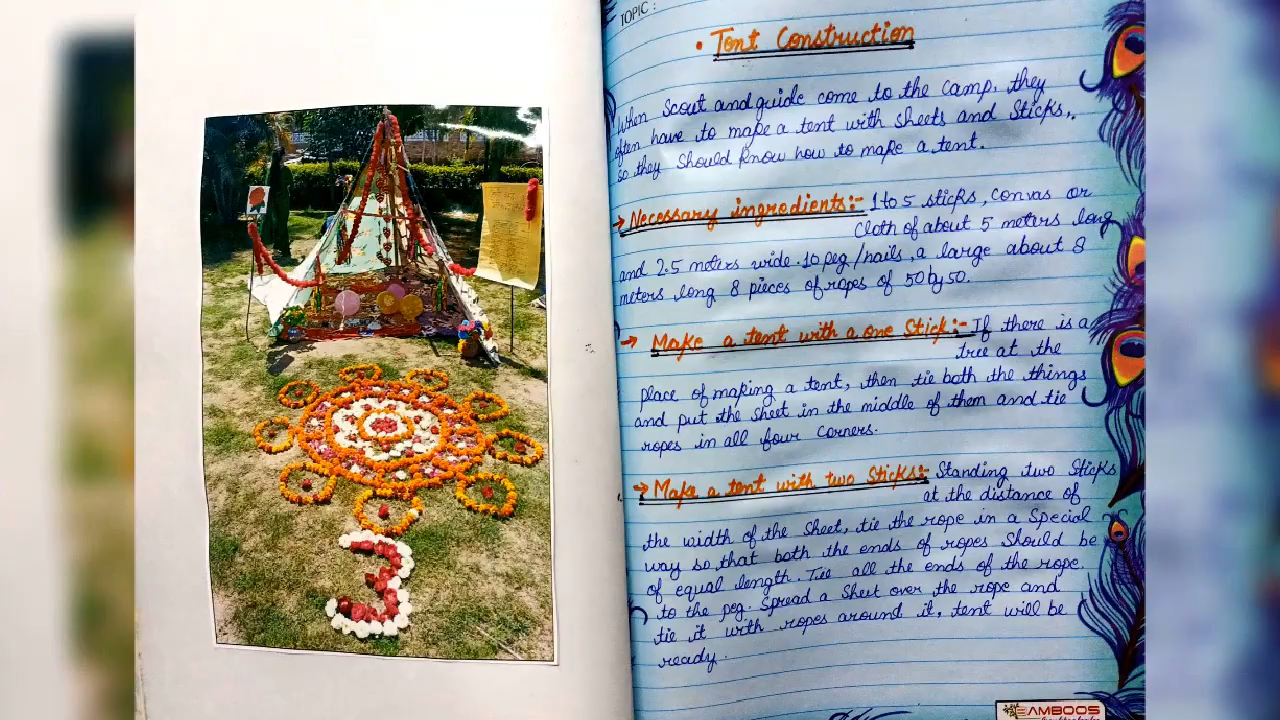 TOPIC :
• Tent Construction
When Scout and guide come to the camp, they
often have to make a tent with sheets and Sticks,.
so they Should know how to make a tent.
→ Necessary ingredients:- 1 to 5 sticks, convas or
cloth of about 5 meters long
and 2.5 meters wide. 10 peg/nails, a large about 8
meters long 8 pieces of ropes of 50 by 50.
→ Make a tent with a one Stick:- If there is a
tree at the
place of making a tent, then tie both the things
and put the sheet in the middle of them and tie
ropes in all four corners.
→ Make a tent with two Sticks:- Standing two Sticks
at the distance of
the width of the Sheet, tie the rope in a Special
way so that both the ends of ropes Should be
of equal length. Tie all the ends of the rope.
to the peg. Spread a Sheet over the rope and
tie it with ropes around it, tent will be
ready.
BAMBOOS